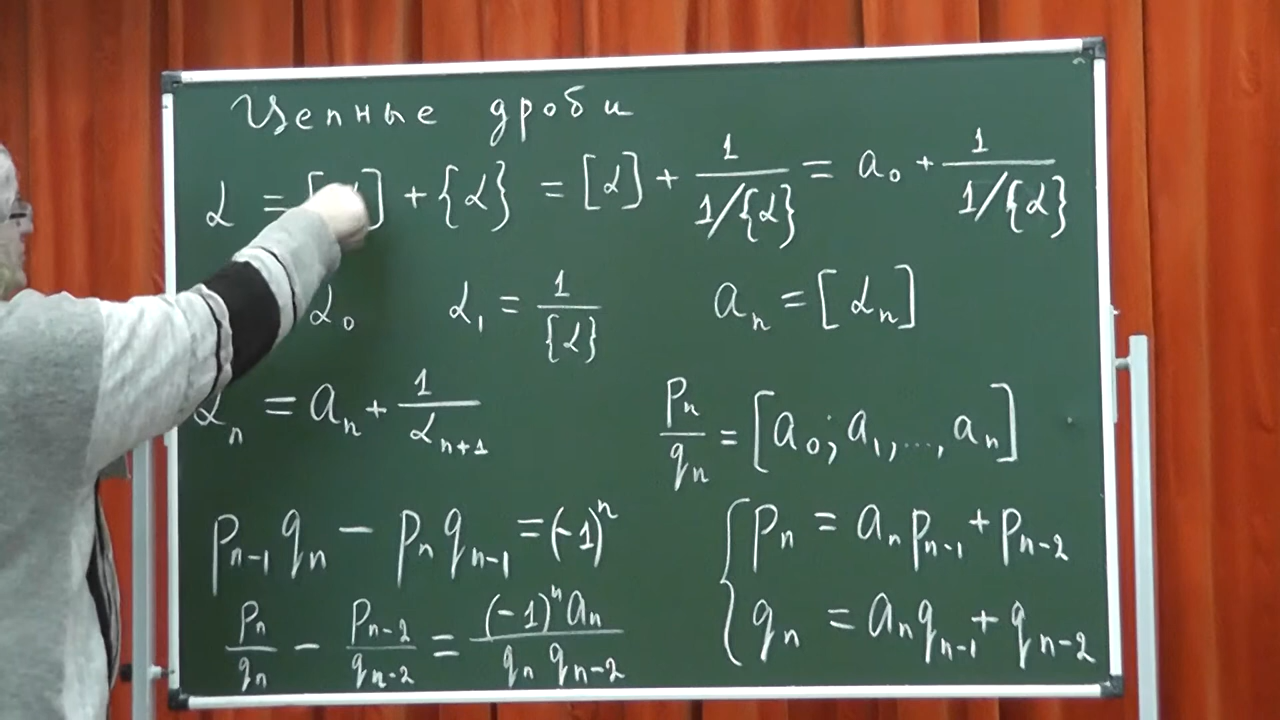 Цепные дроби
α = [ ] + {α} = [α] + 1/(1/{α}) = a₀ + 1/(1/{α})
α₀ α₁ = 1/{α} aₙ = [αₙ]
αₙ = aₙ + 1/αₙ₊₁ pₙ/qₙ = [a₀; a₁, ..., aₙ]
pₙ₋₁qₙ − pₙqₙ₋₁ = (−1)ⁿ { pₙ = aₙpₙ₋₁ + pₙ₋₂
pₙ/qₙ − pₙ₋₂/qₙ₋₂ = (−1)ⁿaₙ/(qₙqₙ₋₂) qₙ = aₙqₙ₋₁ + qₙ₋₂